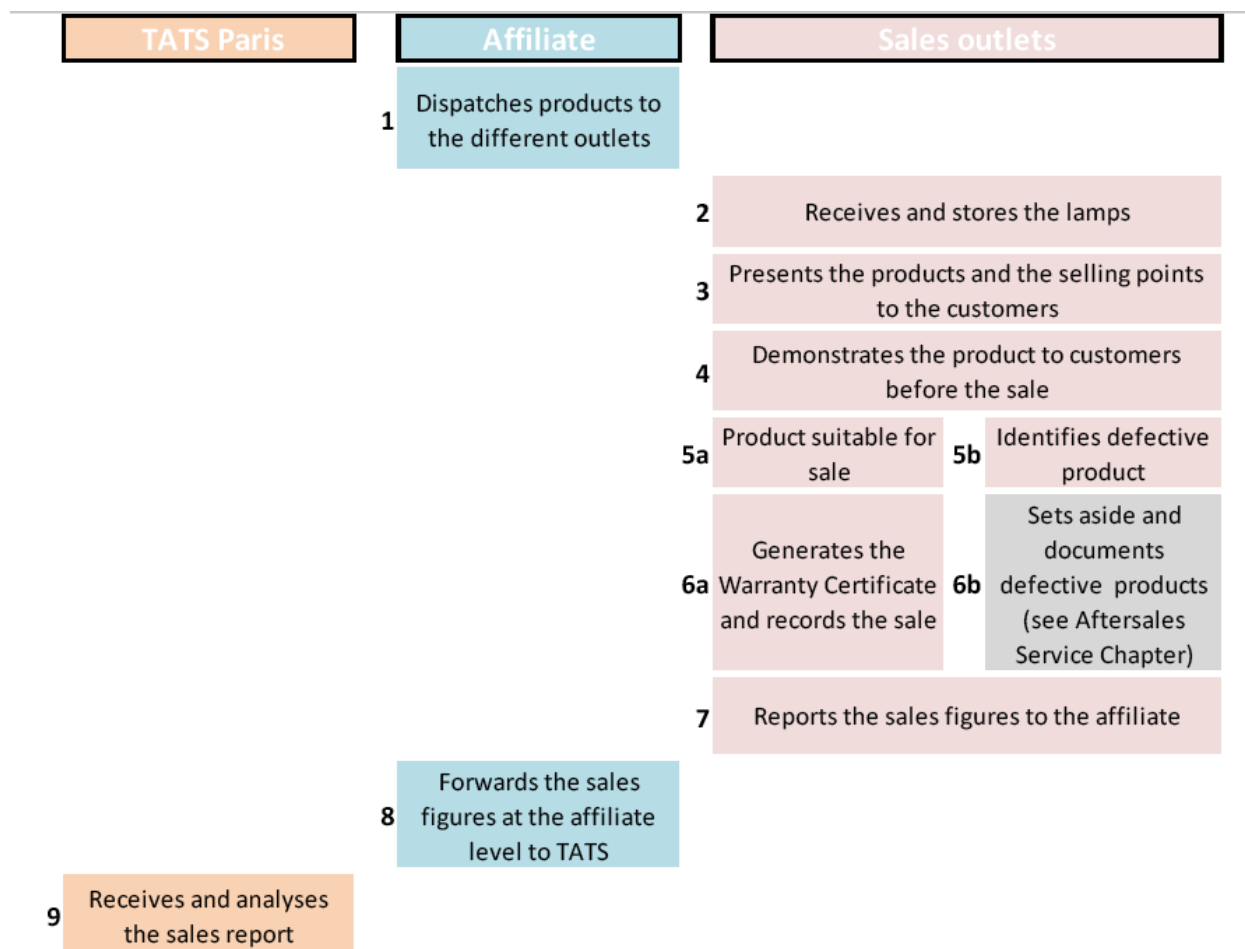 TATS Paris
Affiliate
Sales outlets
1
Dispatches products to
the different outlets
2
Receives and stores the lamps
3
Presents the products and the selling points
to the customers
4
Demonstrates the product to customers
before the sale
5a
Product suitable for
sale
5b
Identifies defective
product
6a
Generates the
Warranty Certificate
and records the sale
6b
Sets aside and
documents
defective products
(see Aftersales
Service Chapter)
7
Reports the sales figures to the affiliate
8
Forwards the sales
figures at the affiliate
level to TATS
9
Receives and analyses
the sales report